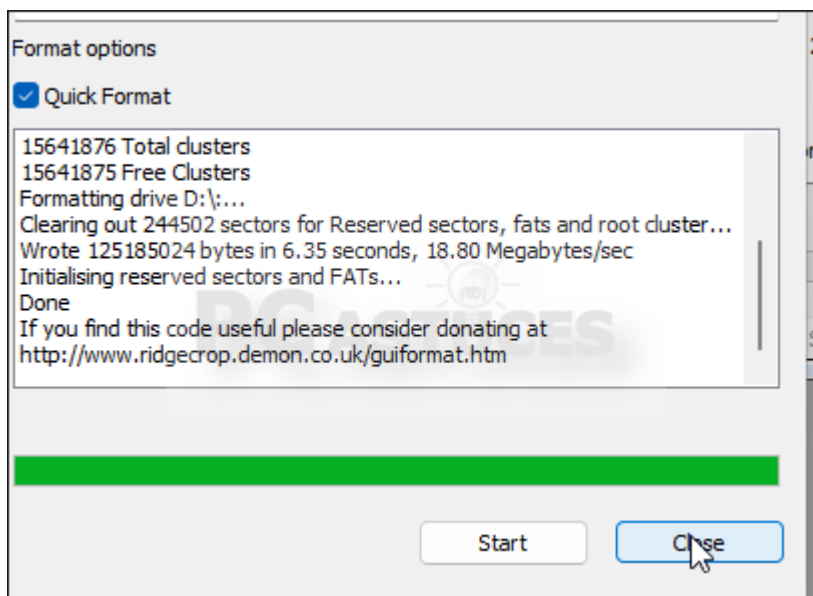 Format options
Quick Format
15641876 Total clusters
15641875 Free Clusters
Formatting drive D:\:...
Clearing out 244502 sectors for Reserved sectors, fats and root cluster...
Wrote 125185024 bytes in 6.35 seconds, 18.80 Megabytes/sec
Initialising reserved sectors and FATs...
Done
If you find this code useful please consider donating at
http://www.ridgecrop.demon.co.uk/guiformat.htm
PC ASTUCES
Start
Close